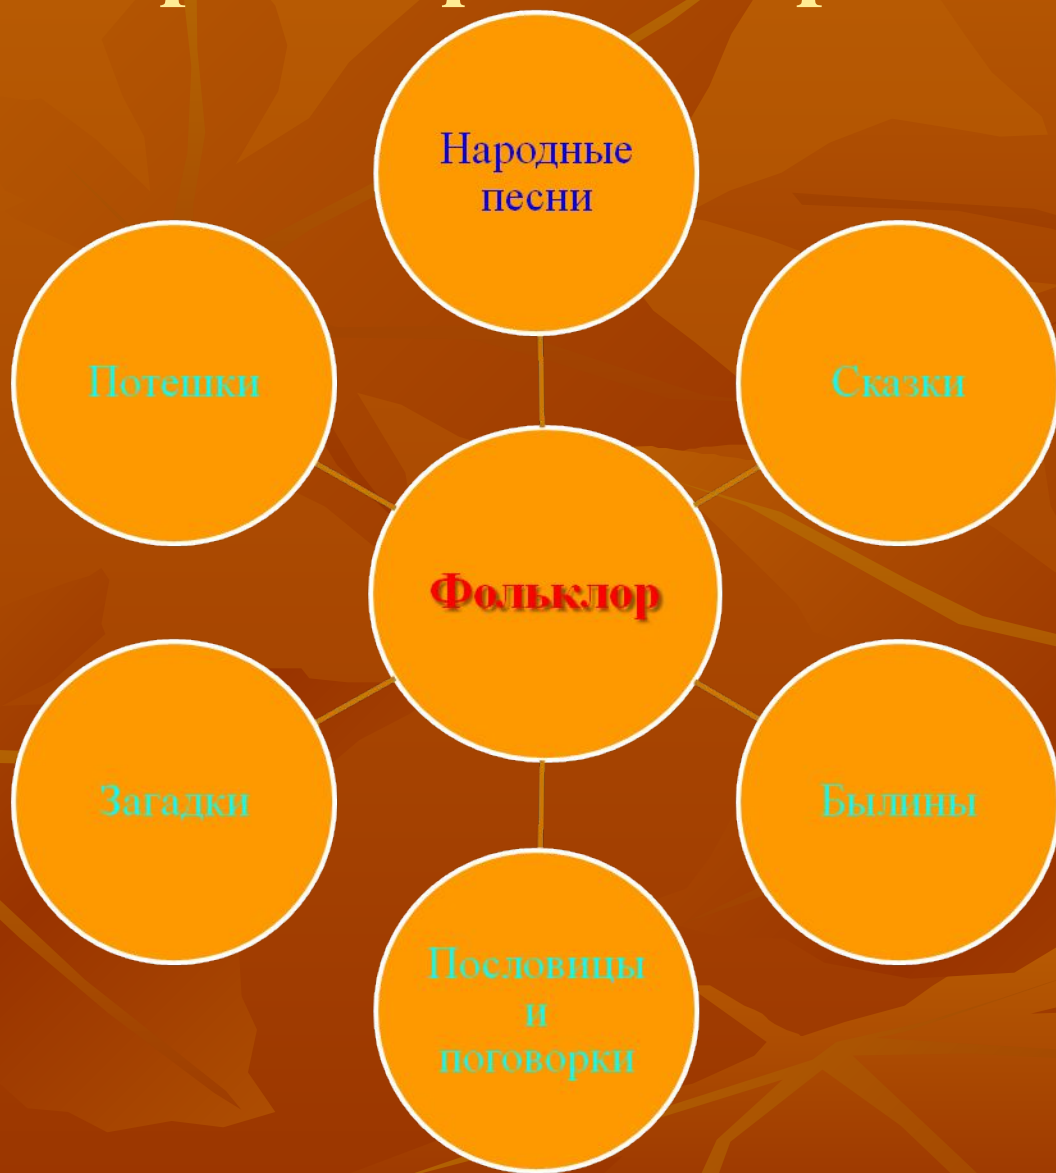 Народные
песни
Потешки
Сказки
Фольклор
Загадки
Былины
Пословицы
и
поговорки